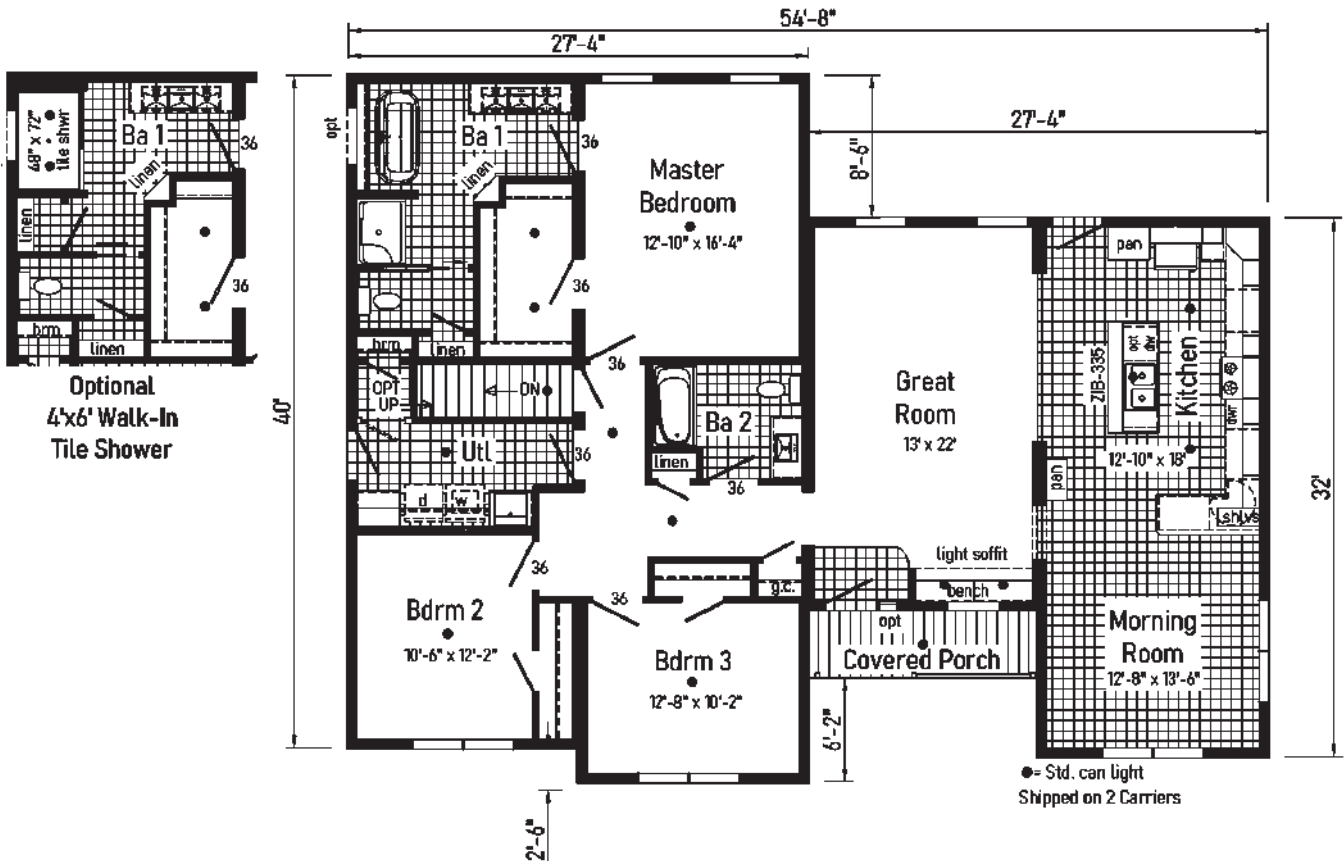 54'-8"
27'-4"
27'-4"
8'-6"
40'
32'
6'-2"
2'-6"
48" x 72"
tile shwr
Ba 1
36
linen
linen
36
brm
linen
Optional
4'x6' Walk-In
Tile Shower
opt
Ba 1
36
linen
36
brm
linen
Master
Bedroom
12'-10" x 16'-4"
36
OPT
UP
DN
Utl
36
d
w
Ba 2
linen
36
Great
Room
13' x 22'
light soffit
bench
pan
opt
dw
ZIB-335
Kitchen
12'-10" x 18'
dwr
pan
shlvs
g.c.
36
Bdrm 2
10'-6" x 12'-2"
36
Bdrm 3
12'-8" x 10'-2"
opt
Covered Porch
Morning
Room
12'-8" x 13'-6"
= Std. can light
Shipped on 2 Carriers